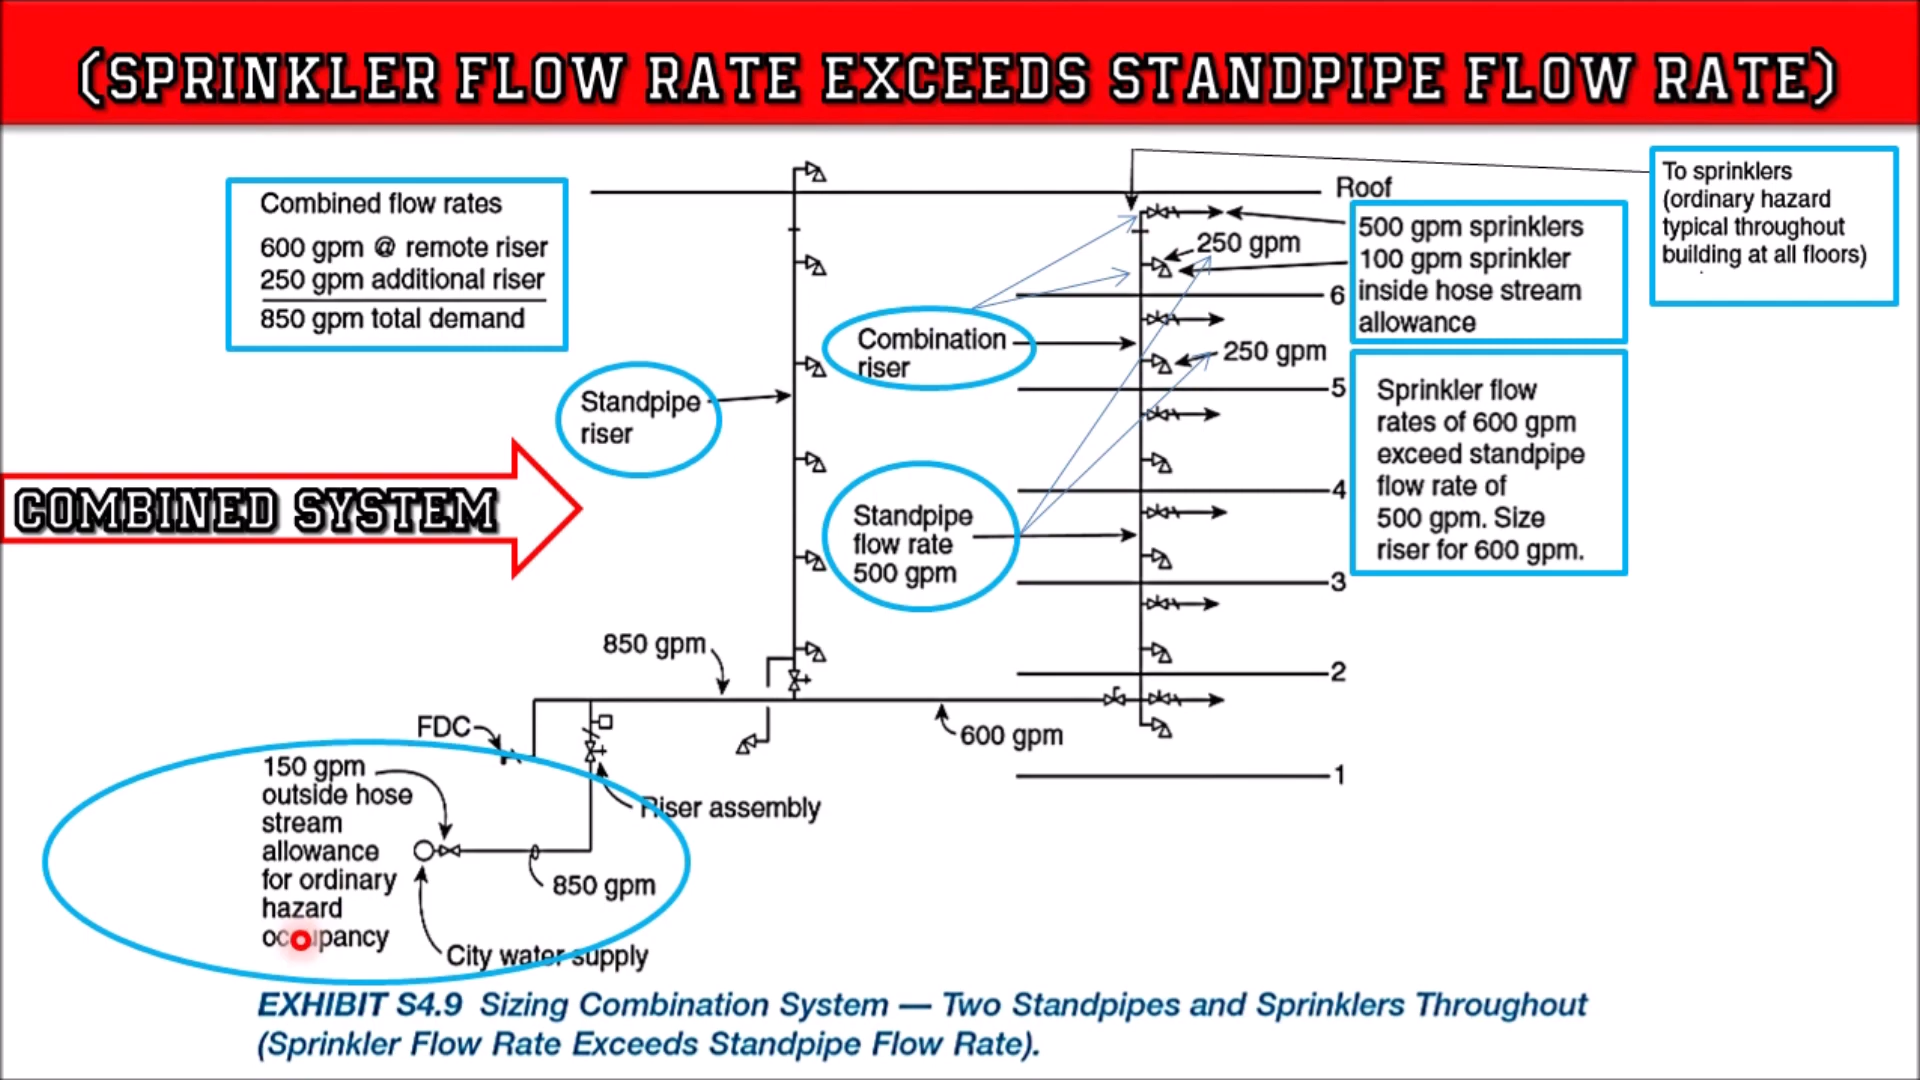 (SPRINKLER FLOW RATE EXCEEDS STANDPIPE FLOW RATE)
Combined flow rates
600 gpm @ remote riser
250 gpm additional riser
850 gpm total demand
To sprinklers
(ordinary hazard
typical throughout
building at all floors)
Roof
500 gpm sprinklers
100 gpm sprinkler
inside hose stream
allowance
250 gpm
6
Combination
riser
250 gpm
5
Standpipe
riser
Sprinkler flow
rates of 600 gpm
exceed standpipe
flow rate of
500 gpm. Size
riser for 600 gpm.
COMBINED SYSTEM
4
Standpipe
flow rate
500 gpm
3
850 gpm
2
FDC
600 gpm
1
150 gpm
outside hose
stream
allowance
for ordinary
hazard
occupancy
Riser assembly
850 gpm
City water supply
EXHIBIT S4.9 Sizing Combination System — Two Standpipes and Sprinklers Throughout
(Sprinkler Flow Rate Exceeds Standpipe Flow Rate).